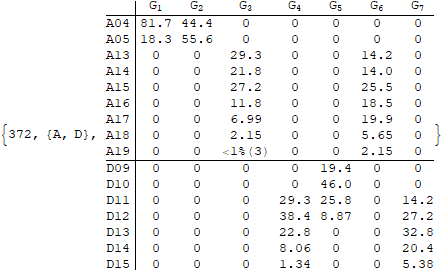 G₁ G₂ G₃ G₄ G₅ G₆ G₇
A04 81.7 44.4 0 0 0 0 0
A05 18.3 55.6 0 0 0 0 0
A13 0 0 29.3 0 0 14.2 0
A14 0 0 21.8 0 0 14.0 0
A15 0 0 27.2 0 0 25.5 0
A16 0 0 11.8 0 0 18.5 0
A17 0 0 6.99 0 0 19.9 0
{372, {A, D}, A18 0 0 2.15 0 0 5.65 0 }
A19 0 0 <1%(3) 0 0 2.15 0
D09 0 0 0 0 19.4 0 0
D10 0 0 0 0 46.0 0 0
D11 0 0 0 29.3 25.8 0 14.2
D12 0 0 0 38.4 8.87 0 27.2
D13 0 0 0 22.8 0 0 32.8
D14 0 0 0 8.06 0 0 20.4
D15 0 0 0 1.34 0 0 5.38